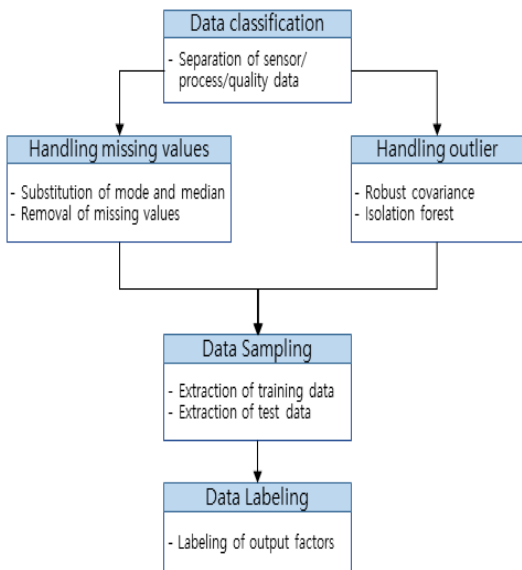 Data classification
- Separation of sensor/
process/quality data
Handling missing values
- Substitution of mode and median
- Removal of missing values
Handling outlier
- Robust covariance
- Isolation forest
Data Sampling
- Extraction of training data
- Extraction of test data
Data Labeling
- Labeling of output factors